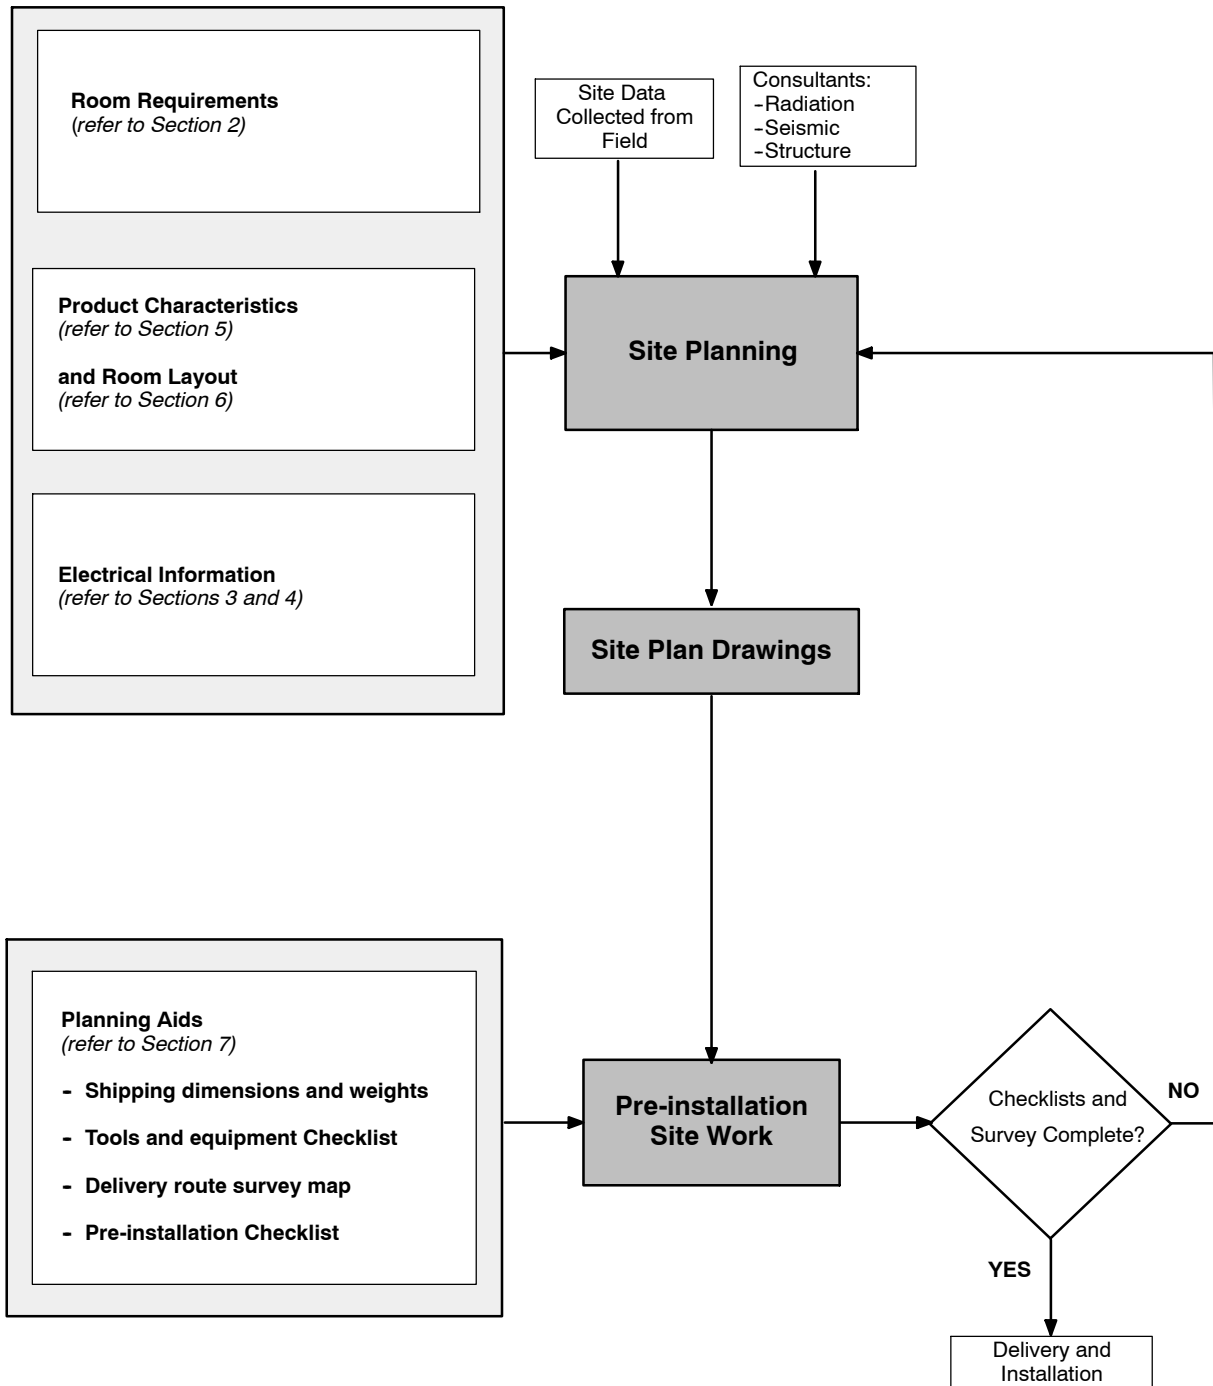 Room Requirements
(refer to Section 2)
Product Characteristics
(refer to Section 5)
and Room Layout
(refer to Section 6)
Electrical Information
(refer to Sections 3 and 4)
Site Data
Collected from
Field
Consultants:
-Radiation
-Seismic
-Structure
Site Planning
Site Plan Drawings
Planning Aids
(refer to Section 7)
- Shipping dimensions and weights
- Tools and equipment Checklist
- Delivery route survey map
- Pre-installation Checklist
Pre-installation
Site Work
Checklists and
Survey Complete?
NO
YES
Delivery and
Installation